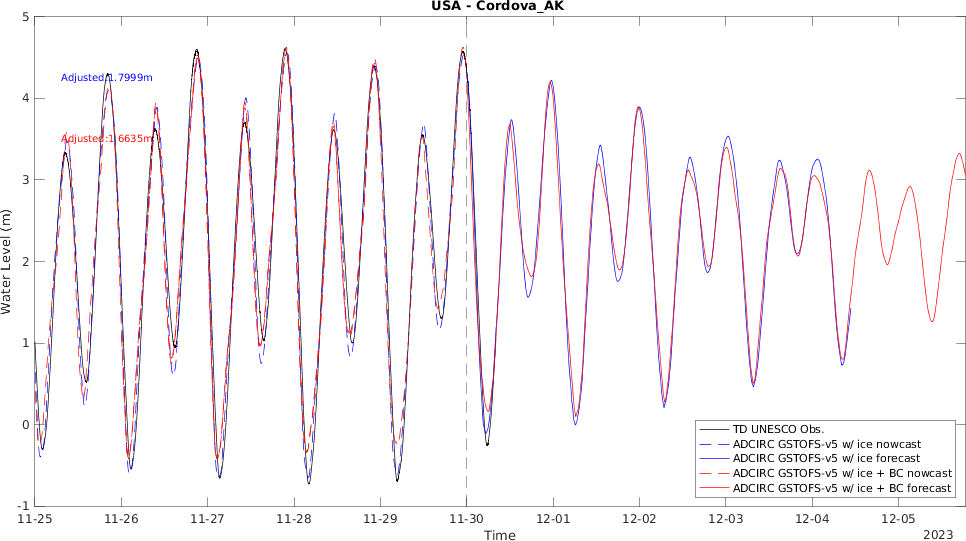 USA - Cordova_AK
5
4
3
2
1
0
-1
Water Level (m)
Adjusted:1.7999m
Adjusted:1.6635m
TD UNESCO Obs.
ADCIRC GSTOFS-v5 w/ ice nowcast
ADCIRC GSTOFS-v5 w/ ice forecast
ADCIRC GSTOFS-v5 w/ ice + BC nowcast
ADCIRC GSTOFS-v5 w/ ice + BC forecast
11-25 11-26 11-27 11-28 11-29 11-30 12-01 12-02 12-03 12-04 12-05
Time
2023